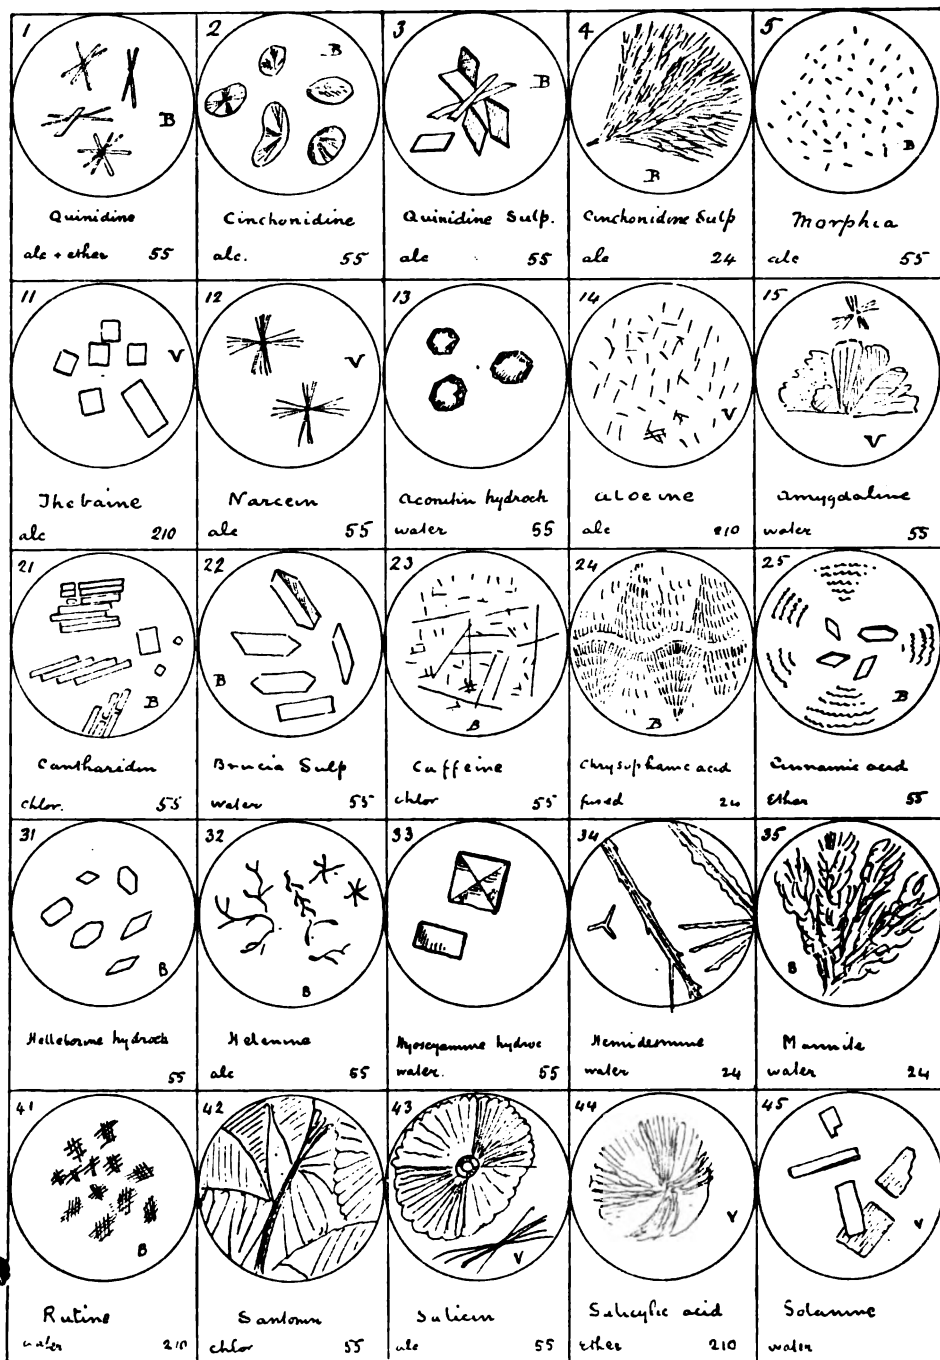 1 B
Quinidine
alc + ether 55
2 B
Cinchonidine
alc. 55
3 B
Quinidine Sulp.
alc 55
4 B
Cinchonidine Sulp
alc 24
5 B
Morphia
alc 55
11 V
Thebaine
alc 210
12 V
Narcein
alc 55
13
Aconitin hydroch
water 55
14 V
Aloeine
alc 210
15 V
Amygdaline
water 55
21 B
Cantharidin
chlor. 55
22 B
Brucia Sulp
water 55
23 B
Caffeine
chlor 55
24 B
Chrysophanic acid
fused 24
25 B
Cinnamic acid
Ether 55
31 B
Helleborine hydroch
55
32 B
Helenine
alc 55
33
Hyoscyamine hydroc
water. 55
34
Hemidesmine
water 24
35 B
Mannite
water 24
41 B
Rutine
water 210
42
Santonin
chlor 55
43 V
Salicin
alc 55
44 V
Salicylic acid
ether 210
45 V
Solanine
water